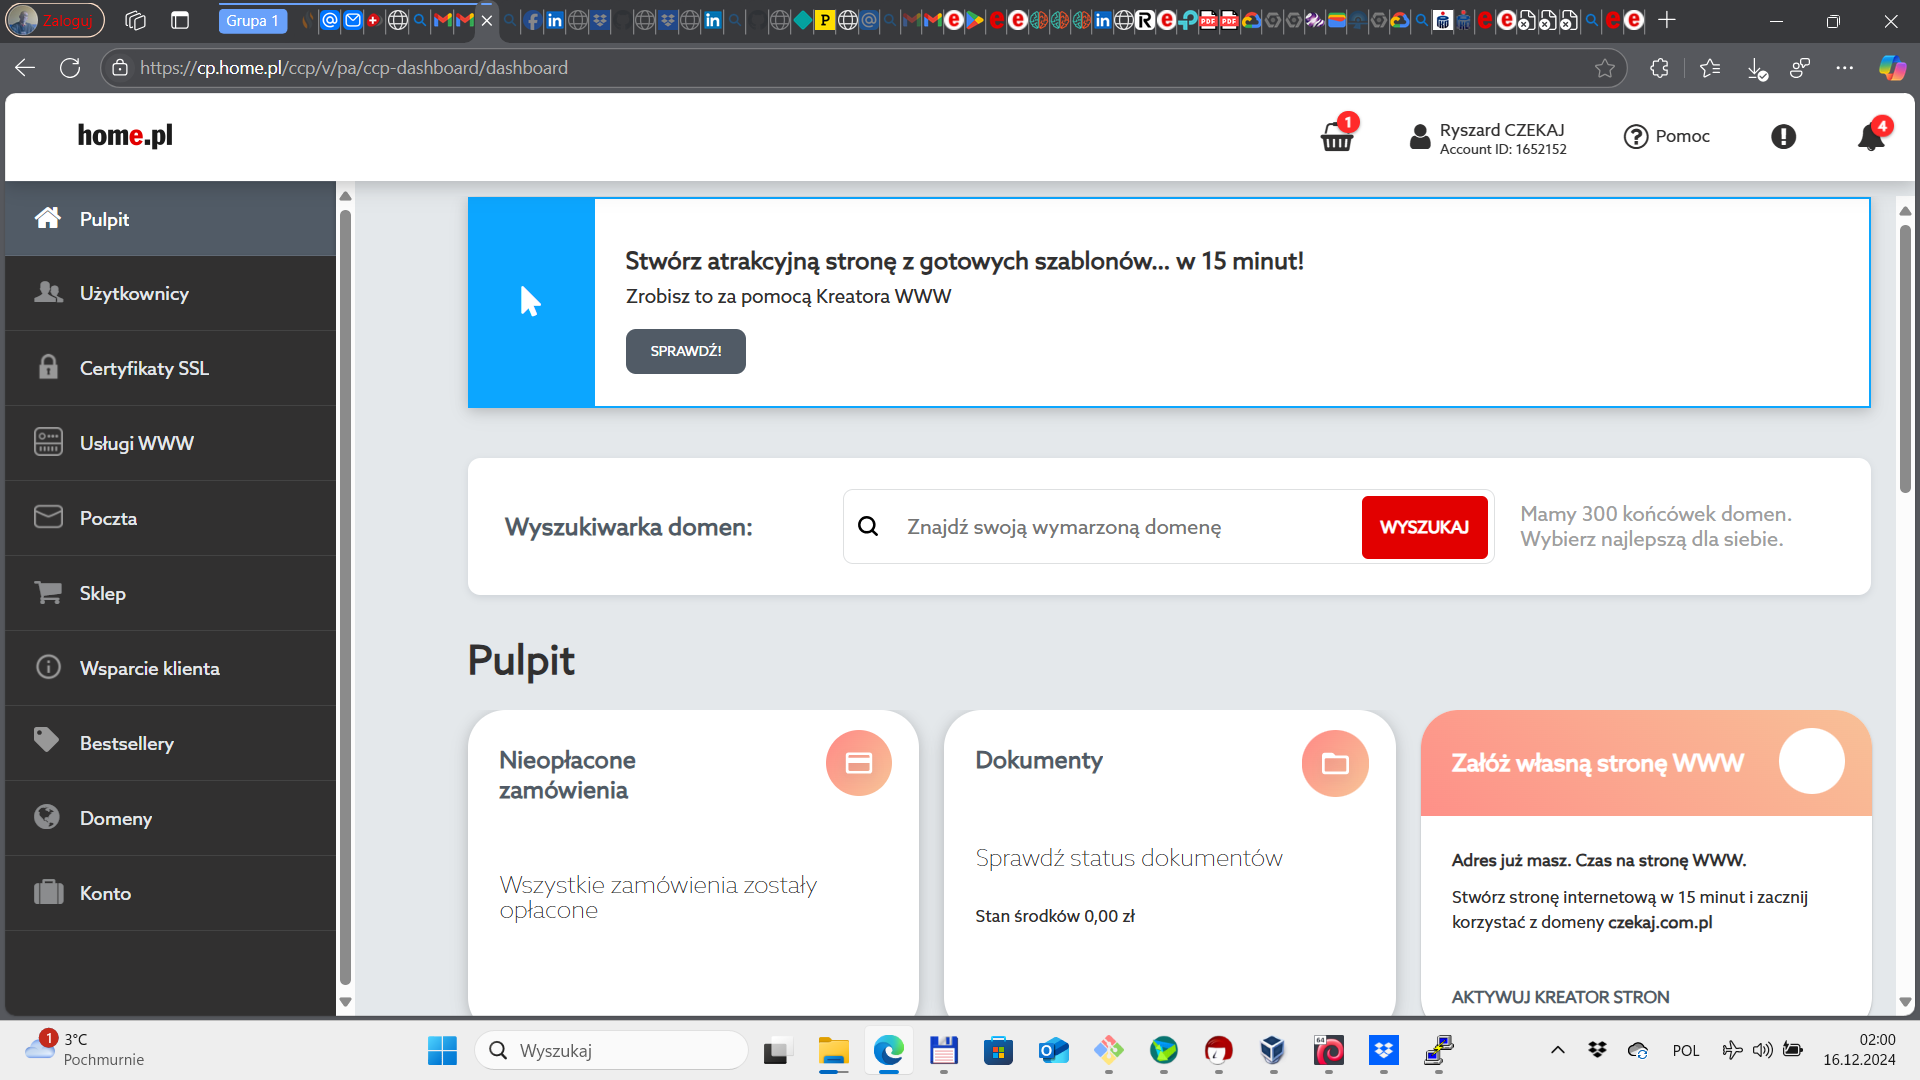 Zaloguj
Grupa 1
https://cp.home.pl/ccp/v/pa/ccp-dashboard/dashboard
home.pl
1
Ryszard CZEKAJ
Account ID: 1652152
Pomoc
4
Pulpit
Użytkownicy
Certyfikaty SSL
Usługi WWW
Poczta
Sklep
Wsparcie klienta
Bestsellery
Domeny
Konto
Stwórz atrakcyjną stronę z gotowych szablonów... w 15 minut!
Zrobisz to za pomocą Kreatora WWW
SPRAWDŹ!
Wyszukiwarka domen:
Znajdź swoją wymarzoną domenę
WYSZUKAJ
Mamy 300 końcówek domen.
Wybierz najlepszą dla siebie.
Pulpit
Nieopłacone
zamówienia
Wszystkie zamówienia zostały
opłacone
Dokumenty
Sprawdź status dokumentów
Stan środków 0,00 zł
Załóż własną stronę WWW
Adres już masz. Czas na stronę WWW.
Stwórz stronę internetową w 15 minut i zacznij
korzystać z domeny czekaj.com.pl
AKTYWUJ KREATOR STRON
1
3°C
Pochmurnie
Wyszukaj
64
POL
02:00
16.12.2024